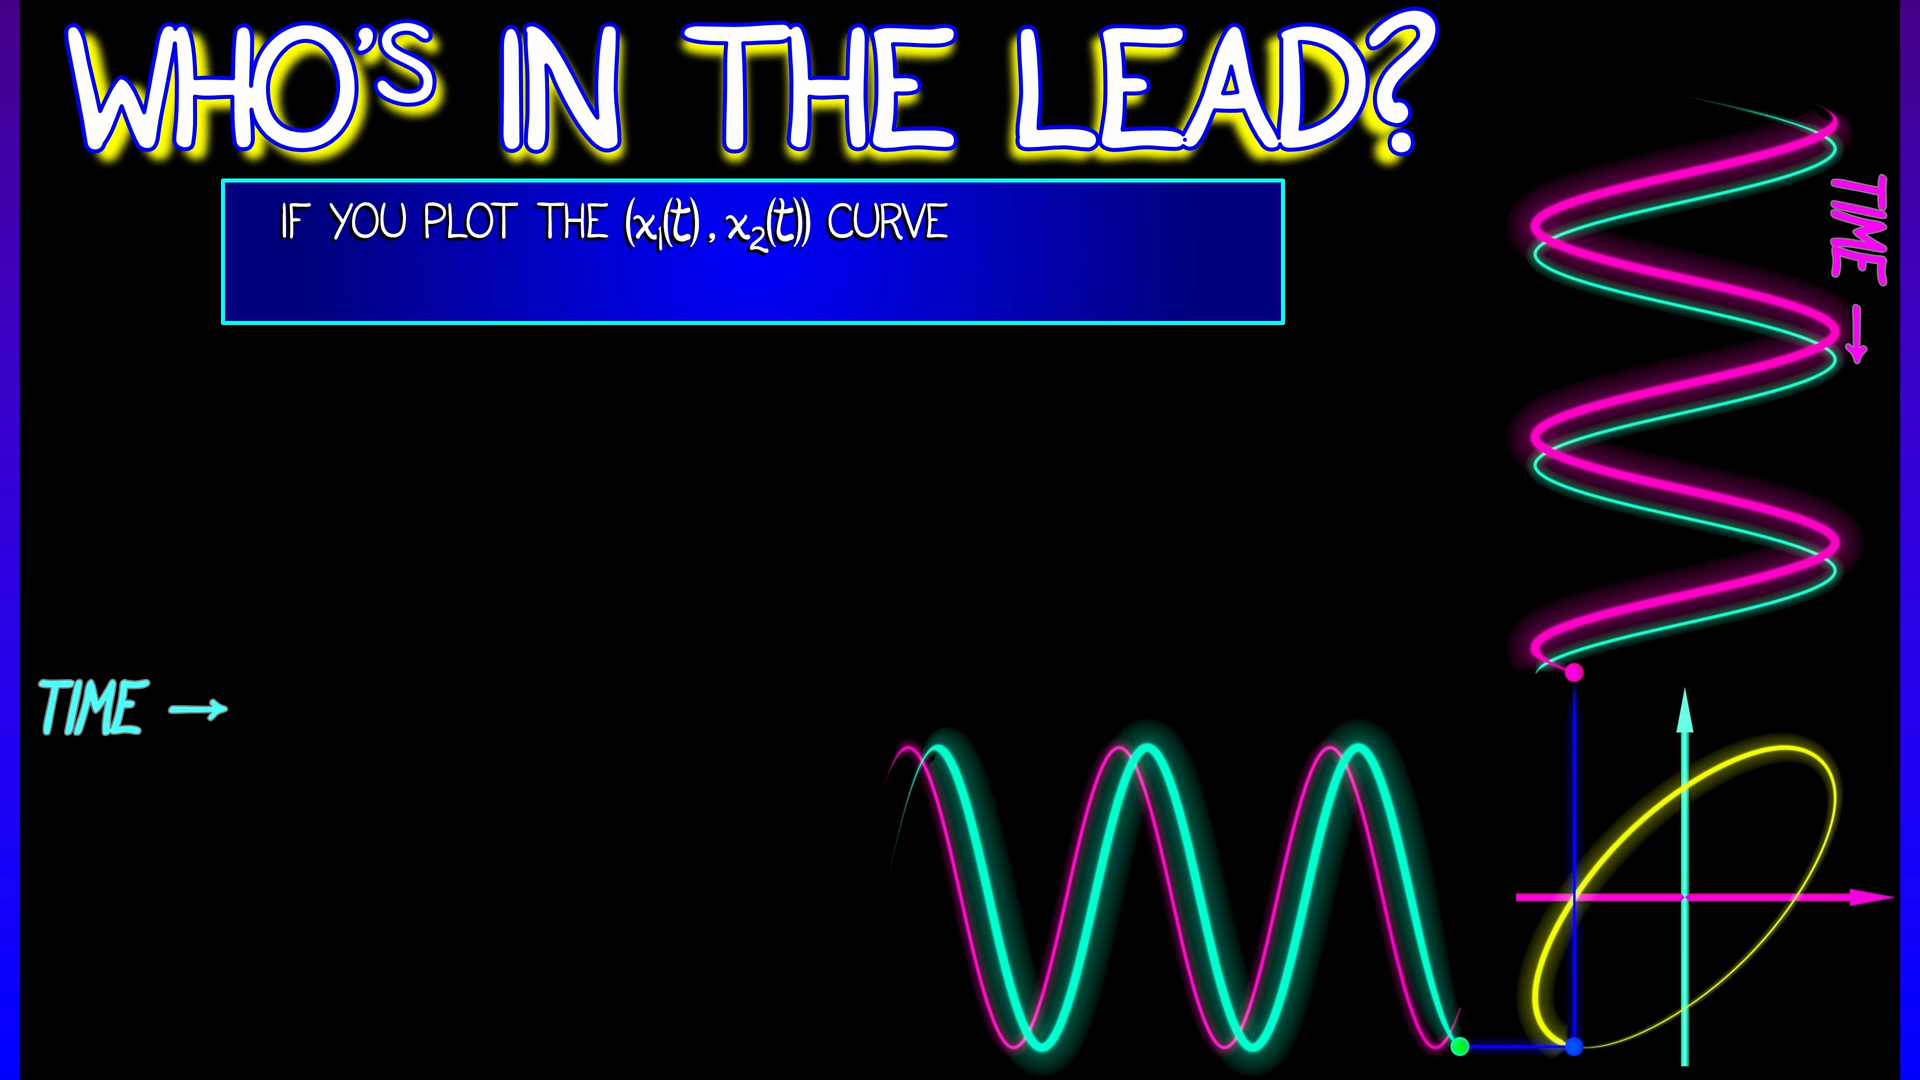 WHO'S IN THE LEAD?
IF YOU PLOT THE (x₁(t), x₂(t)) CURVE
TIME →
TIME →